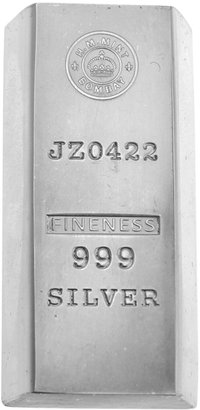 H.M MINT
BOMBAY
JZ0422
FINENESS
999
SILVER